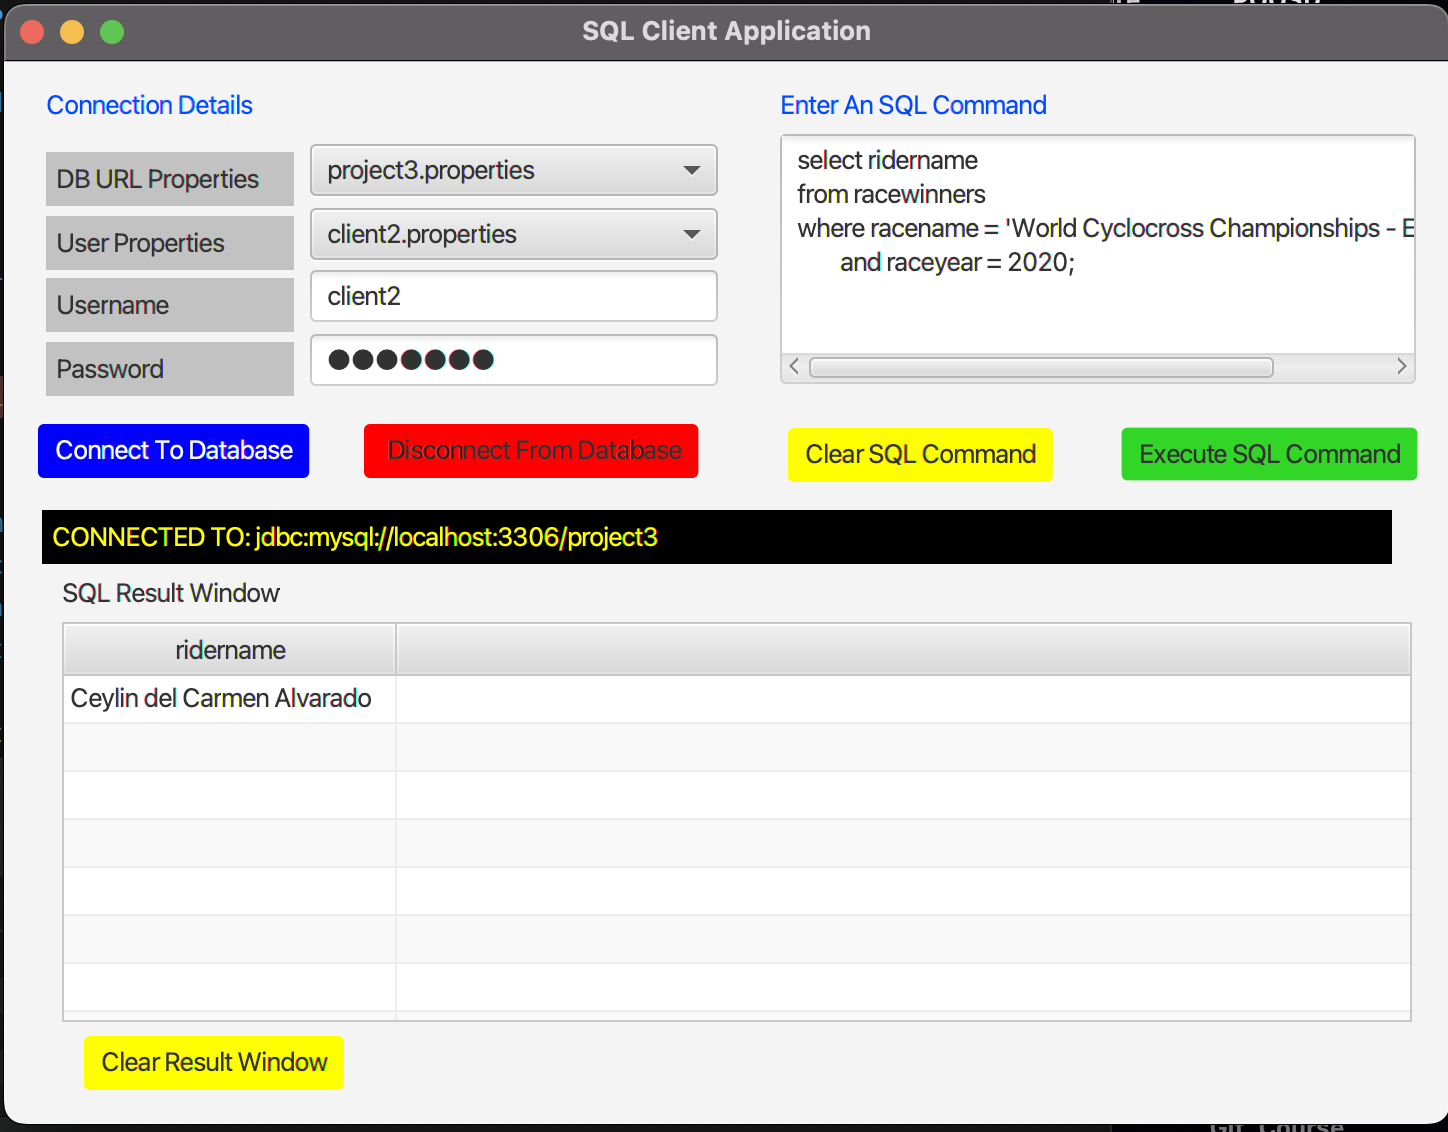 SQL Client Application
Connection Details
DB URL Properties
project3.properties
User Properties
client2.properties
Username
client2
Password
Connect To Database
Disconnect From Database
Enter An SQL Command
select ridername
from racewinners
where racename = 'World Cyclocross Championships - E
and raceyear = 2020;
Clear SQL Command
Execute SQL Command
CONNECTED TO: jdbc:mysql://localhost:3306/project3
SQL Result Window
ridername
Ceylin del Carmen Alvarado
Clear Result Window